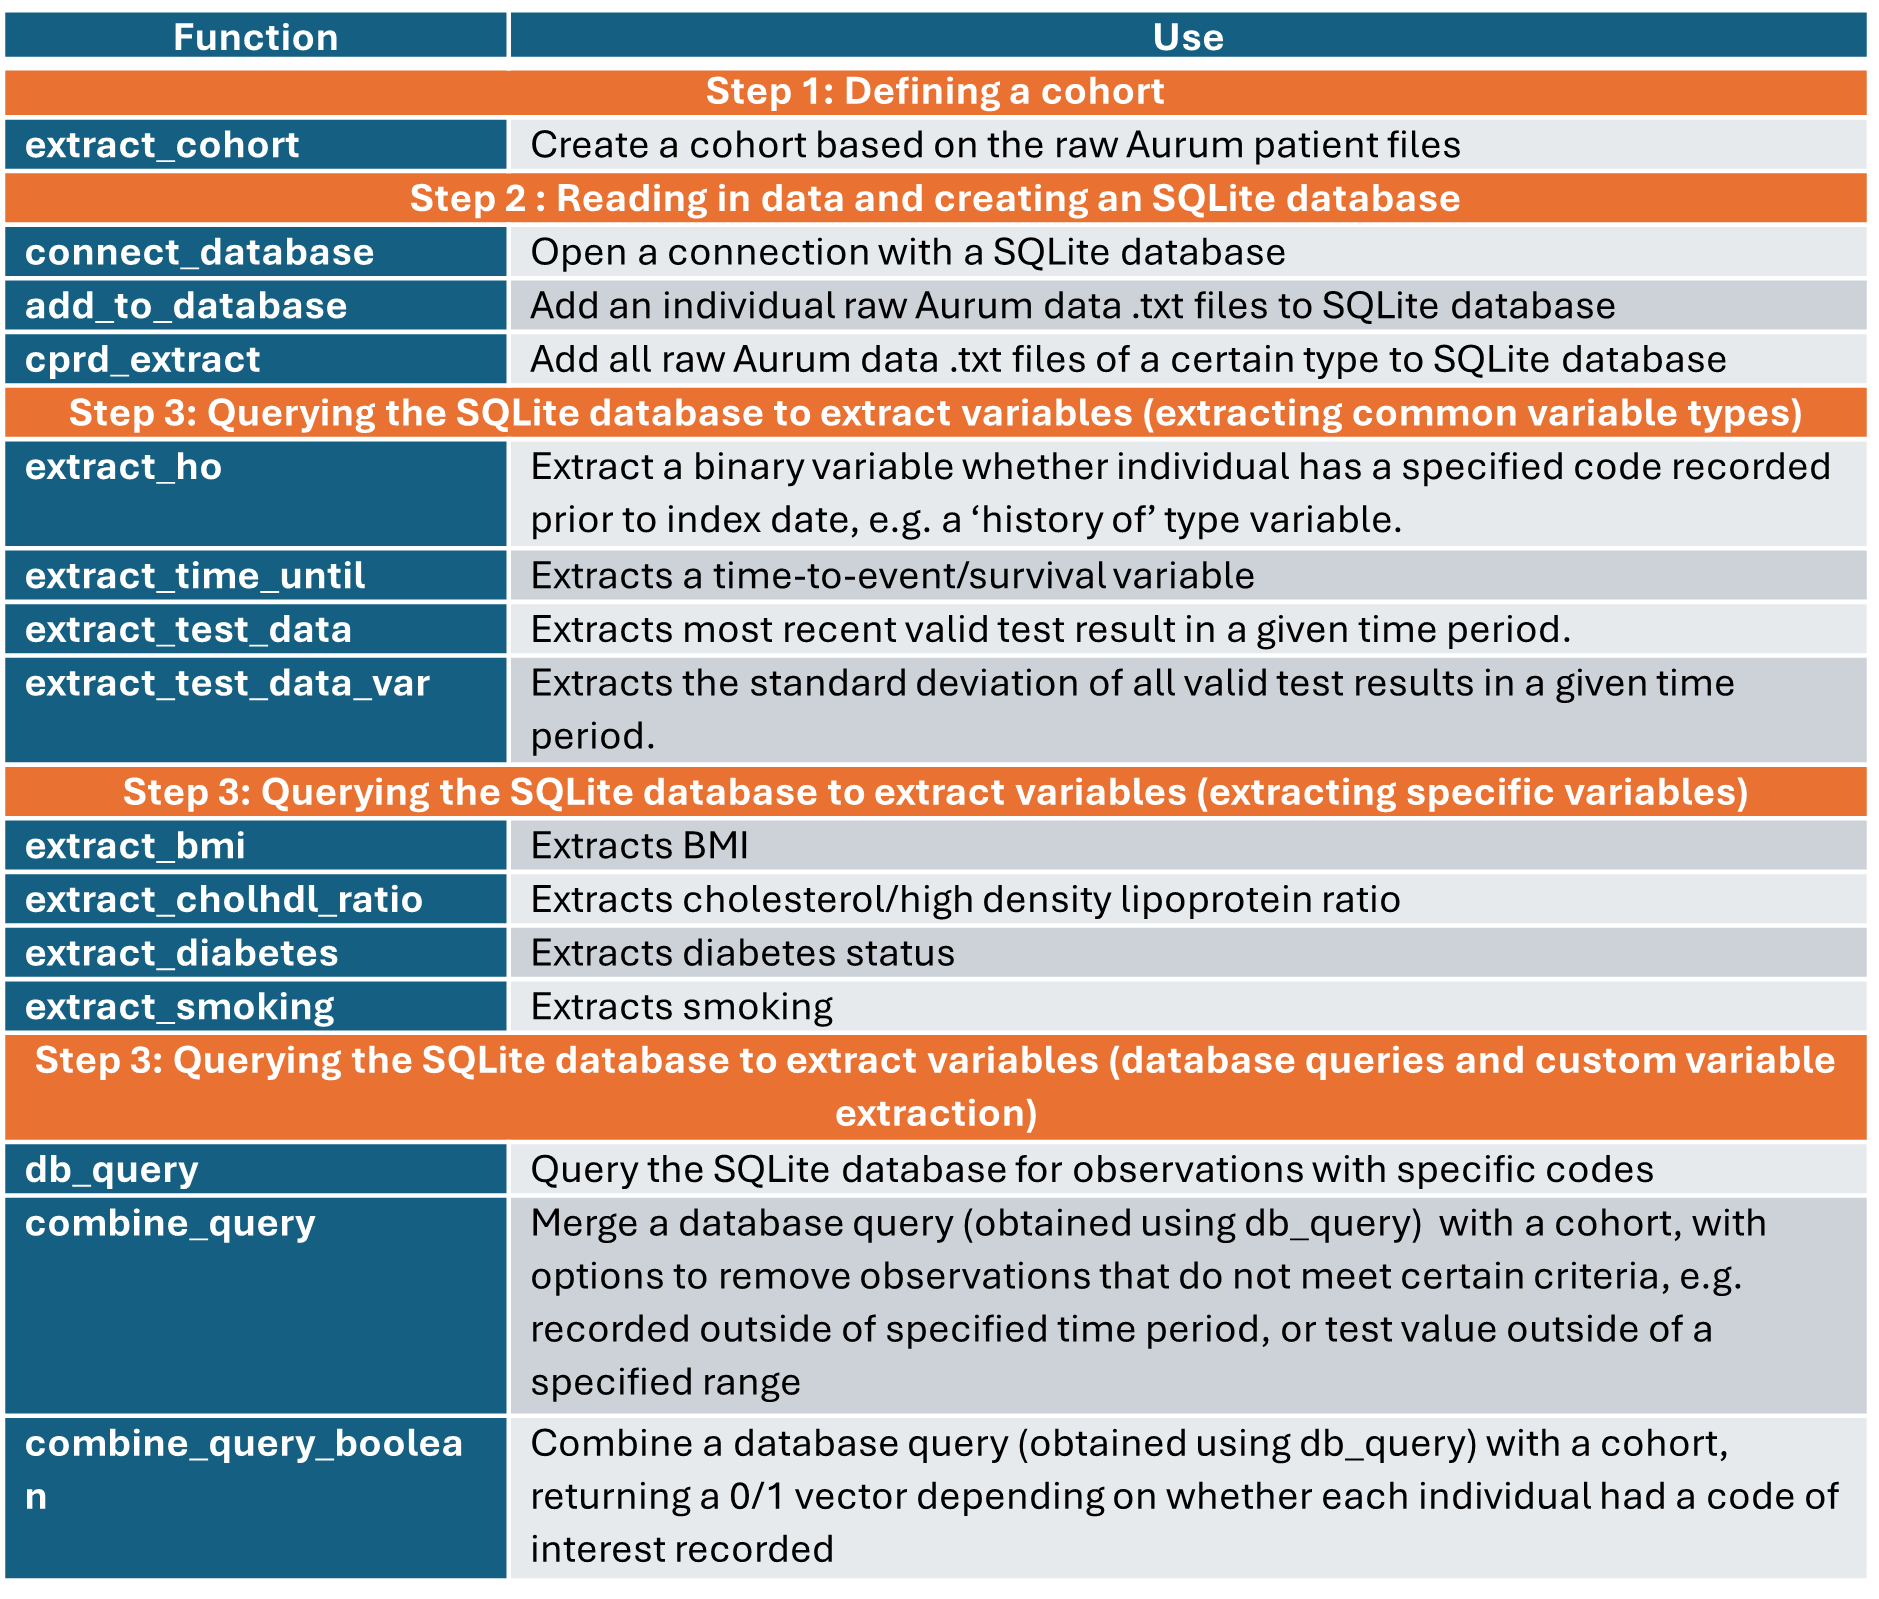 Function
Use
Step 1: Defining a cohort
extract_cohort
Create a cohort based on the raw Aurum patient files
Step 2 : Reading in data and creating an SQLite database
connect_database
Open a connection with a SQLite database
add_to_database
Add an individual raw Aurum data .txt files to SQLite database
cprd_extract
Add all raw Aurum data .txt files of a certain type to SQLite database
Step 3: Querying the SQLite database to extract variables (extracting common variable types)
extract_ho
Extract a binary variable whether individual has a specified code recorded
prior to index date, e.g. a ‘history of’ type variable.
extract_time_until
Extracts a time-to-event/survival variable
extract_test_data
Extracts most recent valid test result in a given time period.
extract_test_data_var
Extracts the standard deviation of all valid test results in a given time
period.
Step 3: Querying the SQLite database to extract variables (extracting specific variables)
extract_bmi
Extracts BMI
extract_cholhdl_ratio
Extracts cholesterol/high density lipoprotein ratio
extract_diabetes
Extracts diabetes status
extract_smoking
Extracts smoking
Step 3: Querying the SQLite database to extract variables (database queries and custom variable
extraction)
db_query
Query the SQLite database for observations with specific codes
combine_query
Merge a database query (obtained using db_query)  with a cohort, with
options to remove observations that do not meet certain criteria, e.g.
recorded outside of specified time period, or test value outside of a
specified range
combine_query_boolea
n
Combine a database query (obtained using db_query) with a cohort,
returning a 0/1 vector depending on whether each individual had a code of
interest recorded